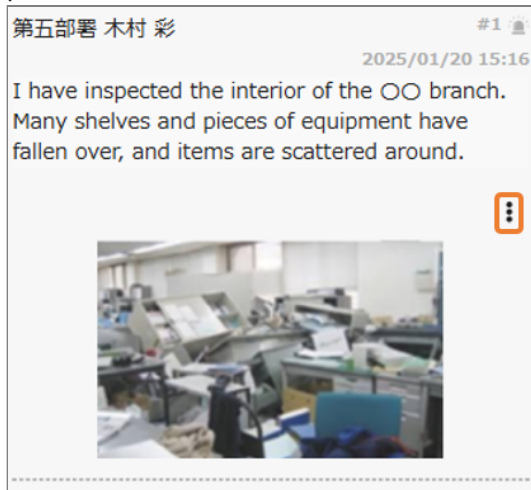 第五部署 木村 彩
#1
2025/01/20 15:16
I have inspected the interior of the 〇〇 branch.
Many shelves and pieces of equipment have
fallen over, and items are scattered around.